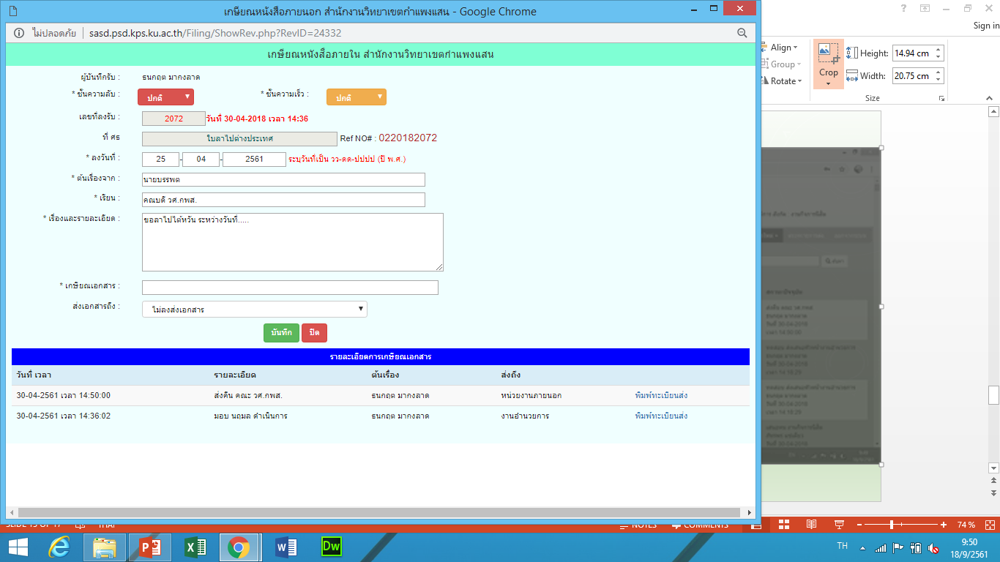 เกษียณหนังสือภายนอก สำนักงานวิทยาเขตกำแพงแสน - Google Chrome
ไม่ปลอดภัย sasd.psd.kps.ku.ac.th/Filing/ShowRev.php?RevID=24332
เกษียณหนังสือภายใน สำนักงานวิทยาเขตกำแพงแสน
ผู้บันทึกรับ : ธนกฤต มากงลาด
* ชั้นความลับ : ปกติ * ชั้นความเร็ว : ปกติ
เลขที่ลงรับ : 2072 วันที่ 30-04-2018 เวลา 14:36
ที่ ศธ ใบลาไปต่างประเทศ Ref NO# : 0220182072
* ลงวันที่ : 25 - 04 - 2561 ระบุวันที่เป็น วว-ดด-ปปปป (ปี พ.ศ.)
* ต้นเรื่องจาก : นายบรรพต
* เรียน : คณบดี วศ.กพส.
* เรื่องและรายละเอียด : ขอลาไปไต้หวัน ระหว่างวันที่.....
* เกษียณเอกสาร :
ส่งเอกสารถึง : ไม่ลงส่งเอกสาร
บันทึก ปิด
รายละเอียดการเกษียณเอกสาร
วันที่ เวลา รายละเอียด ต้นเรื่อง ส่งถึง
30-04-2561 เวลา 14:50:00 ส่งคืน คณะ วศ.กพส. ธนกฤต มากงลาด หน่วยงานภายนอก พิมพ์ทะเบียนส่ง
30-04-2561 เวลา 14:36:02 มอบ นฤมล ดำเนินการ ธนกฤต มากงลาด งานอำนวยการ พิมพ์ทะเบียนส่ง
Sign in
Align
Group
Rotate
Crop
Height: 14.94 cm
Width: 20.75 cm
Size
SLIDE 15 OF 17 THAI NOTES COMMENTS 74 %
TH 9:50
18/9/2561